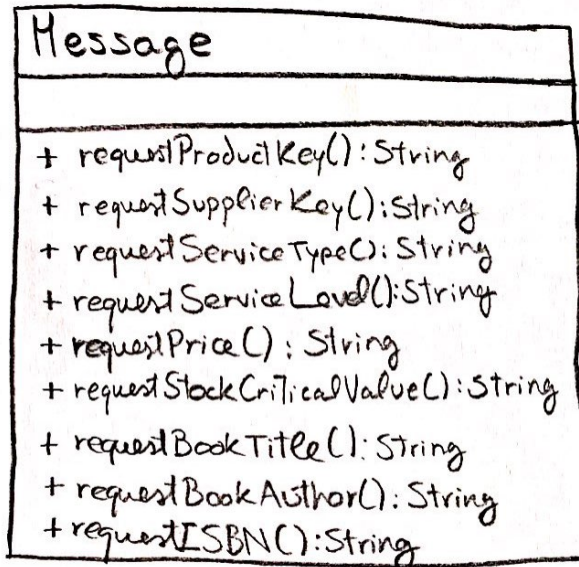 Message
+ requestProductKey(): String
+ requestSupplierKey(): String
+ requestServiceType(): String
+ requestServiceLevel(): String
+ requestPrice(): String
+ requestStockCriticalValue(): String
+ requestBookTitle(): String
+ requestBookAuthor(): String
+ requestISBN(): String